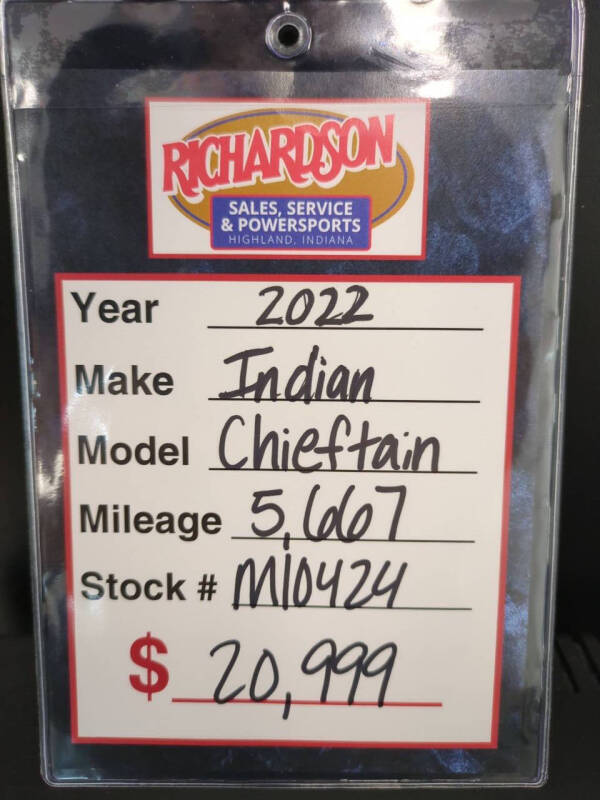 RICHARDSON
SALES, SERVICE
& POWERSPORTS
HIGHLAND, INDIANA
Year 2022
Make Indian
Model Chieftain
Mileage 5,667
Stock # M10424
$ 20,999